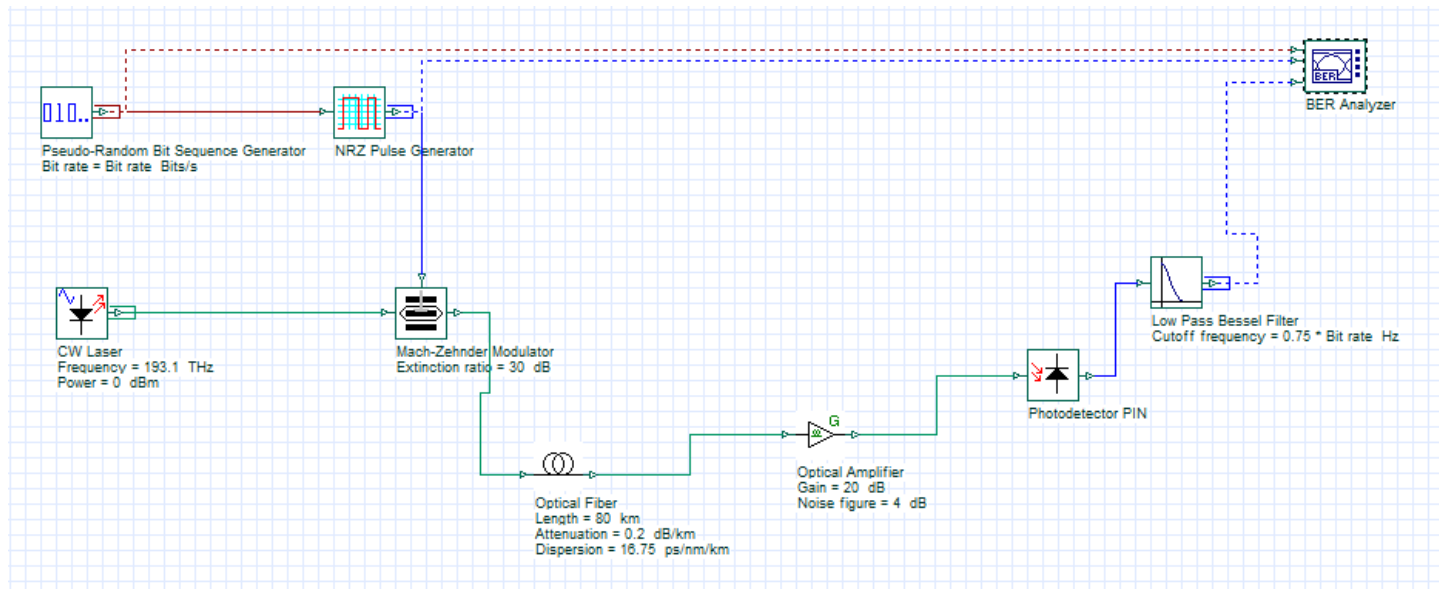 010..
BER
BER Analyzer
Pseudo-Random Bit Sequence Generator
Bit rate = Bit rate Bits/s
NRZ Pulse Generator
CW Laser
Frequency = 193.1 THz
Power = 0 dBm
Mach-Zehnder Modulator
Extinction ratio = 30 dB
Low Pass Bessel Filter
Cutoff frequency = 0.75 * Bit rate Hz
Photodetector PIN
G
Optical Amplifier
Gain = 20 dB
Noise figure = 4 dB
Optical Fiber
Length = 80 km
Attenuation = 0.2 dB/km
Dispersion = 16.75 ps/nm/km